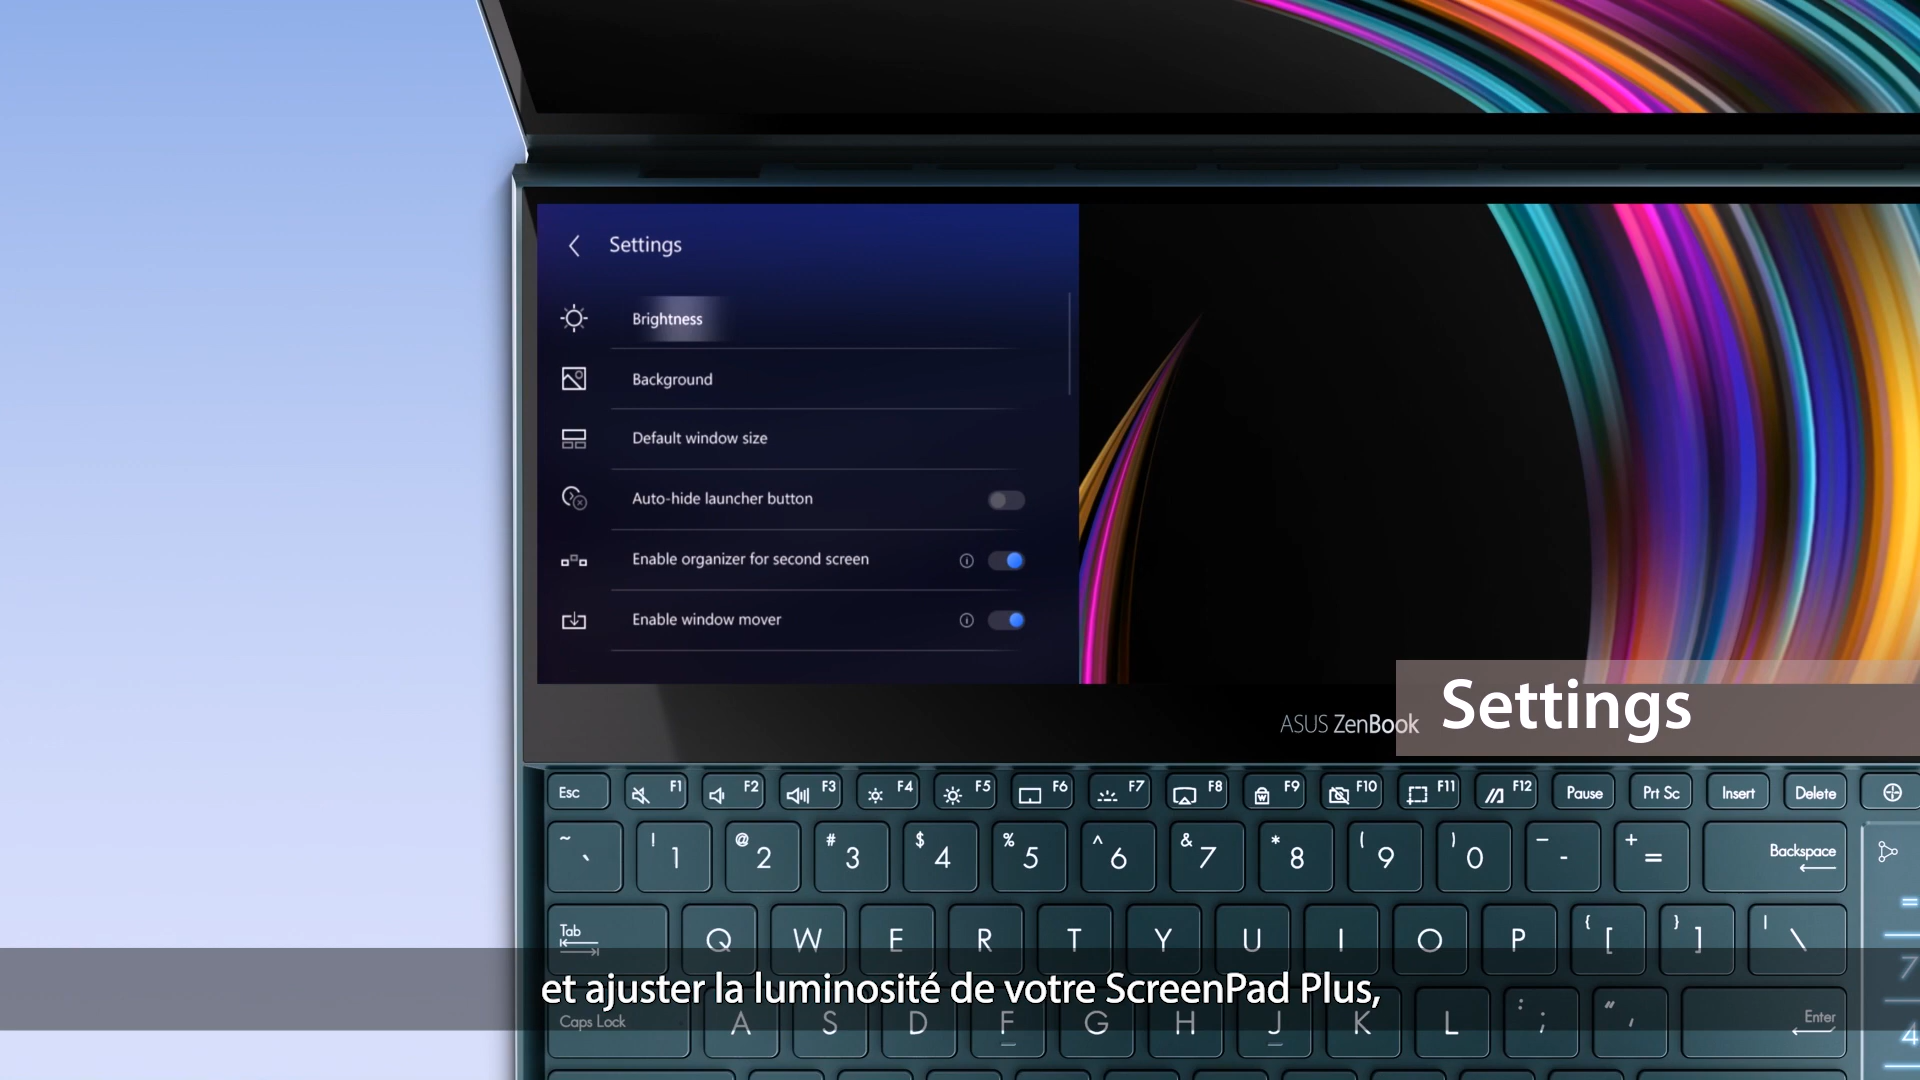 Settings
Brightness
Background
Default window size
Auto-hide launcher button
Enable organizer for second screen
Enable window mover
Settings
ASUS ZenBook
Esc F1 F2 F3 F4 F5 F6 F7 F8 F9 F10 F11 F12 Pause Prt Sc Insert Delete
~ ` ! 1 @ 2 # 3 $ 4 % 5 ^ 6 & 7 * 8 ( 9 ) 0 - + = Backspace
=
Tab Q W E R T Y U I O P { [ } ] | \
7
et ajuster la luminosité de votre ScreenPad Plus,
Caps Lock A S D F G H J K L : ; Enter
4